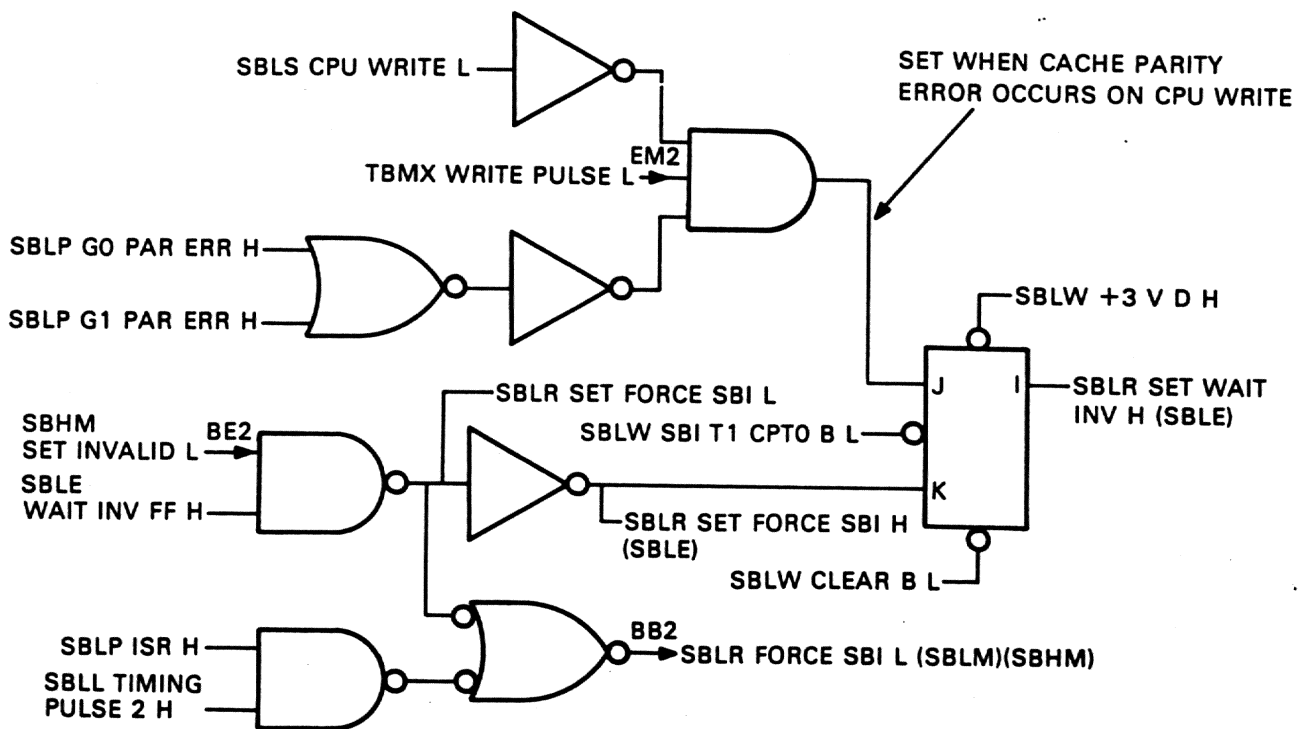 SBLS CPU WRITE L
SET WHEN CACHE PARITY
ERROR OCCURS ON CPU WRITE
EM2
TBMX WRITE PULSE L
SBLP G0 PAR ERR H
SBLP G1 PAR ERR H
SBLW +3 V D H
J
I
SBLR SET WAIT
INV H (SBLE)
SBLR SET FORCE SBI L
SBLW SBI T1 CPT0 B L
K
SBHM
SET INVALID L
BE2
SBLE
WAIT INV FF H
SBLR SET FORCE SBI H
(SBLE)
SBLW CLEAR B L
SBLP ISR H
SBLL TIMING
PULSE 2 H
BB2
SBLR FORCE SBI L (SBLM)(SBHM)